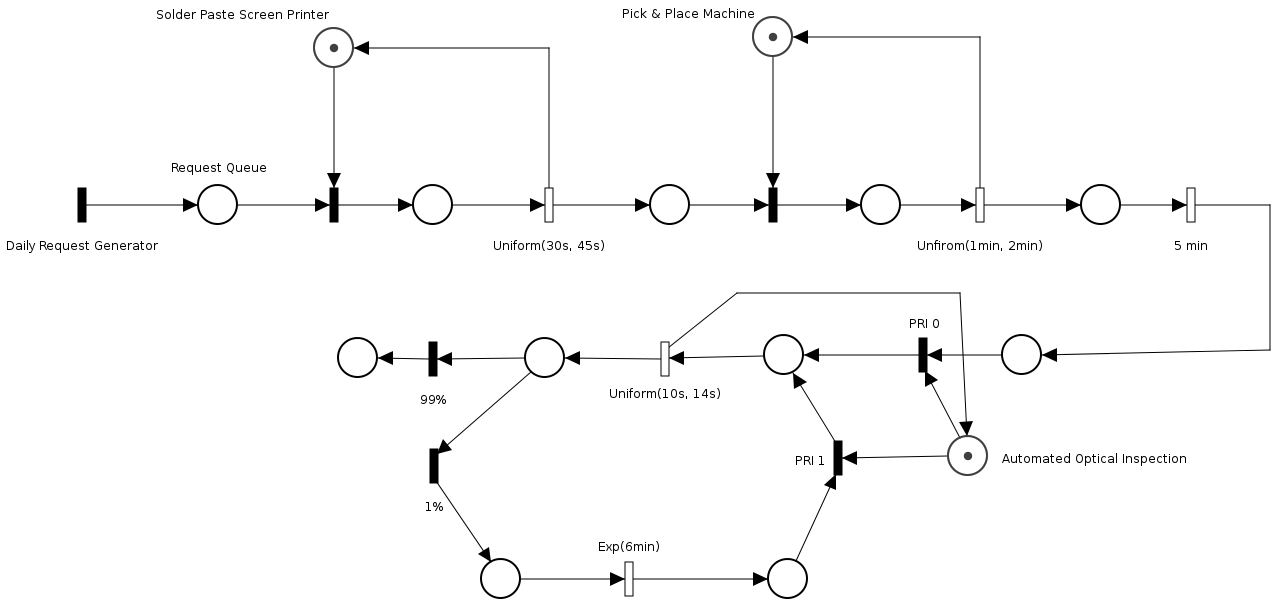 Solder Paste Screen Printer
Pick & Place Machine
Request Queue
Daily Request Generator
Uniform(30s, 45s)
Unfirom(1min, 2min)
5 min
PRI 0
99%
Uniform(10s, 14s)
PRI 1
Automated Optical Inspection
1%
Exp(6min)